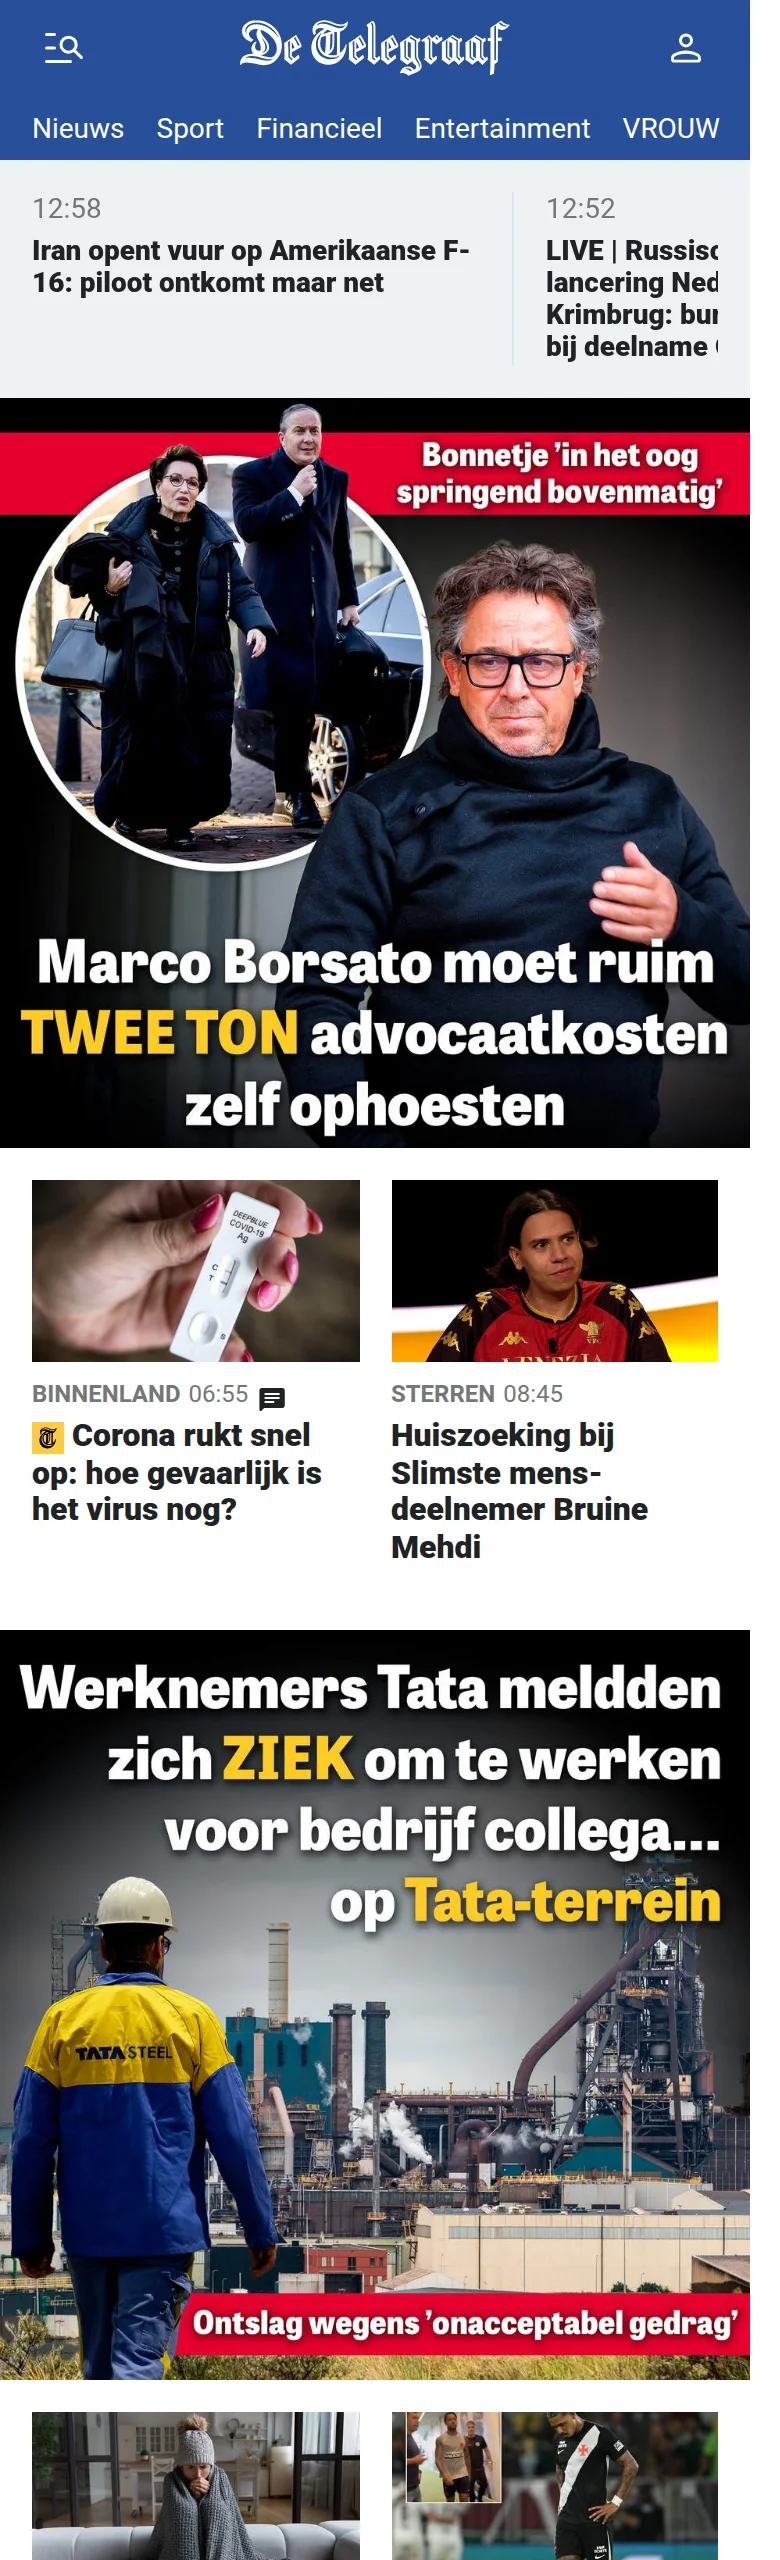 De Telegraaf
Nieuws Sport Financieel Entertainment VROUW
12:58
Iran opent vuur op Amerikaanse F-
16: piloot ontkomt maar net
12:52
LIVE | Russisc
lancering Ned
Krimbrug: bur
bij deelname
Bonnetje ’in het oog
springend bovenmatig’
Marco Borsato moet ruim
TWEE TON advocaatkosten
zelf ophoesten
DEEPBLUE
COVID-19
Ag
C
T
S
BINNENLAND 06:55
T Corona rukt snel
op: hoe gevaarlijk is
het virus nog?
VFC
VENEZIA
STERREN 08:45
Huiszoeking bij
Slimste mens-
deelnemer Bruine
Mehdi
Werknemers Tata meldden
zich ZIEK om te werken
voor bedrijf collega...
op Tata-terrein
TATA STEEL
Ontslag wegens ’onacceptabel gedrag’